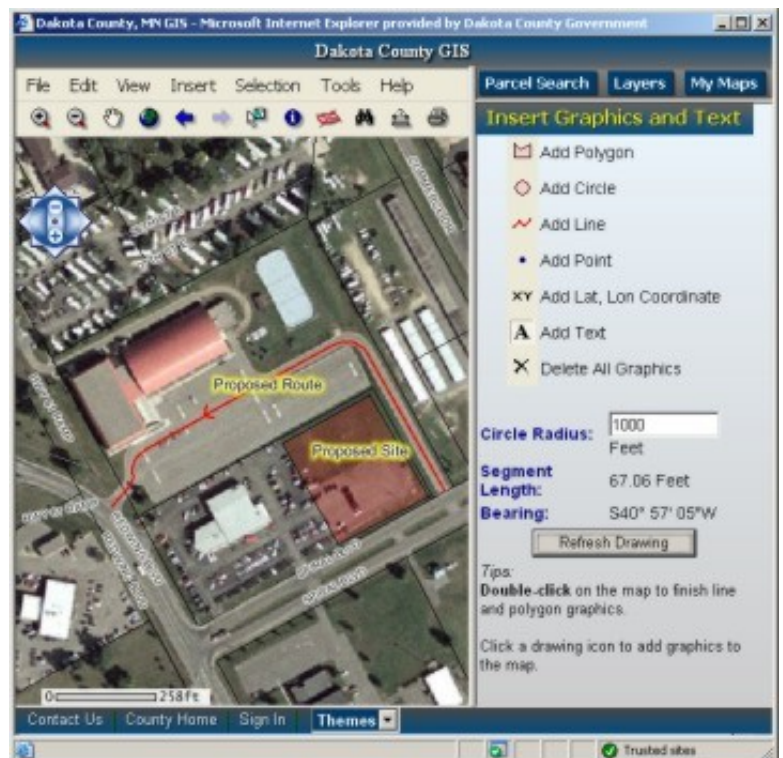 Dakota County, MN GIS - Microsoft Internet Explorer provided by Dakota County Government
Dakota County GIS
File Edit View Insert Selection Tools Help
Parcel Search Layers My Maps
Insert Graphics and Text
Add Polygon
Add Circle
Add Line
Add Point
XY Add Lat, Lon Coordinate
A Add Text
Delete All Graphics
Circle Radius: 1000
Feet
Segment
Length: 67.06 Feet
Bearing: S40° 57' 05"W
Refresh Drawing
Tips:
Double-click on the map to finish line
and polygon graphics.
Click a drawing icon to add graphics to
the map.
Proposed Route
Proposed Site
0 258ft
Contact Us County Home Sign In Themes
Trusted sites